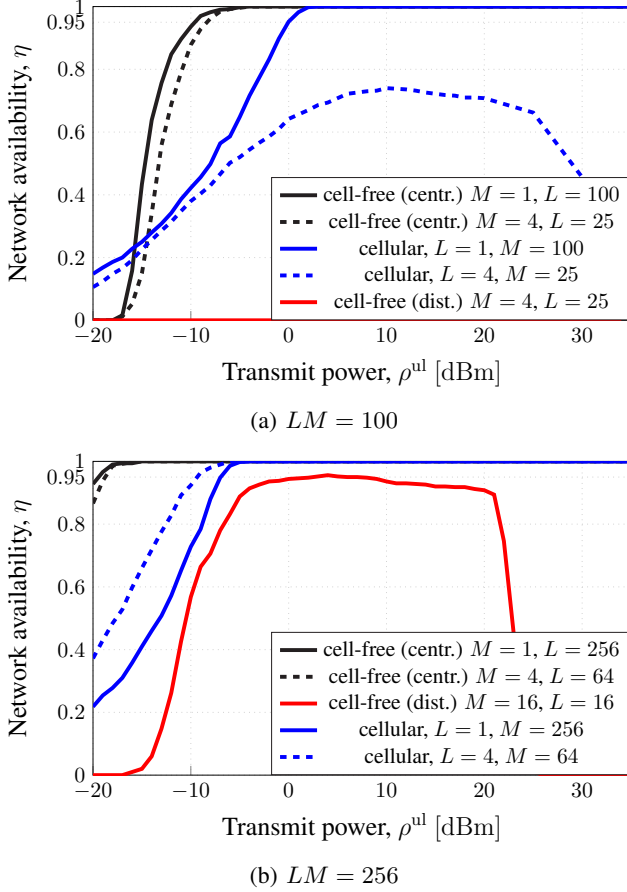 1
0.95
0.8
0.6
0.4
0.2
0
Network availability, η
−20
−10
0
10
20
30
Transmit power, ρ^ul [dBm]
cell-free (centr.) M = 1, L = 100
cell-free (centr.) M = 4, L = 25
cellular, L = 1, M = 100
cellular, L = 4, M = 25
cell-free (dist.) M = 4, L = 25
(a) LM = 100
1
0.95
0.8
0.6
0.4
0.2
0
Network availability, η
−20
−10
0
10
20
30
Transmit power, ρ^ul [dBm]
cell-free (centr.) M = 1, L = 256
cell-free (centr.) M = 4, L = 64
cell-free (dist.) M = 16, L = 16
cellular, L = 1, M = 256
cellular, L = 4, M = 64
(b) LM = 256